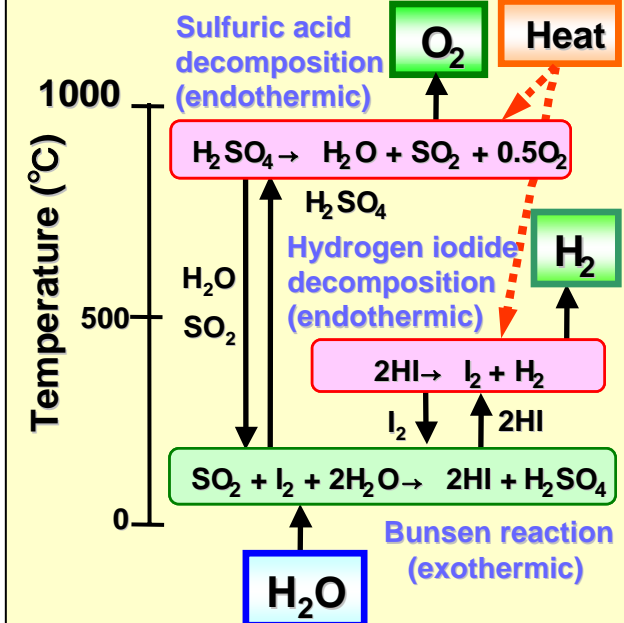 Sulfuric acid
decomposition
(endothermic)
O₂
Heat
1000
H₂SO₄→ H₂O + SO₂ + 0.5O₂
H₂SO₄
Temperature (°C)
Hydrogen iodide
decomposition
(endothermic)
H₂
H₂O
SO₂
500
2HI→ I₂ + H₂
I₂
2HI
SO₂ + I₂ + 2H₂O→ 2HI + H₂SO₄
0
Bunsen reaction
(exothermic)
H₂O